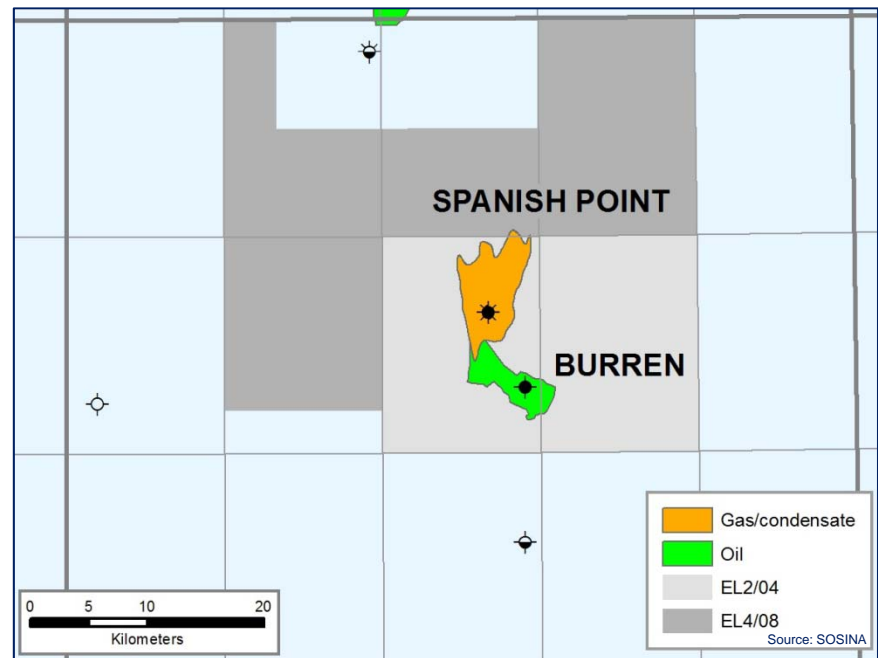 SPANISH POINT
BURREN
Gas/condensate
Oil
EL2/04
EL4/08
Source: SOSINA
0 5 10 20
Kilometers